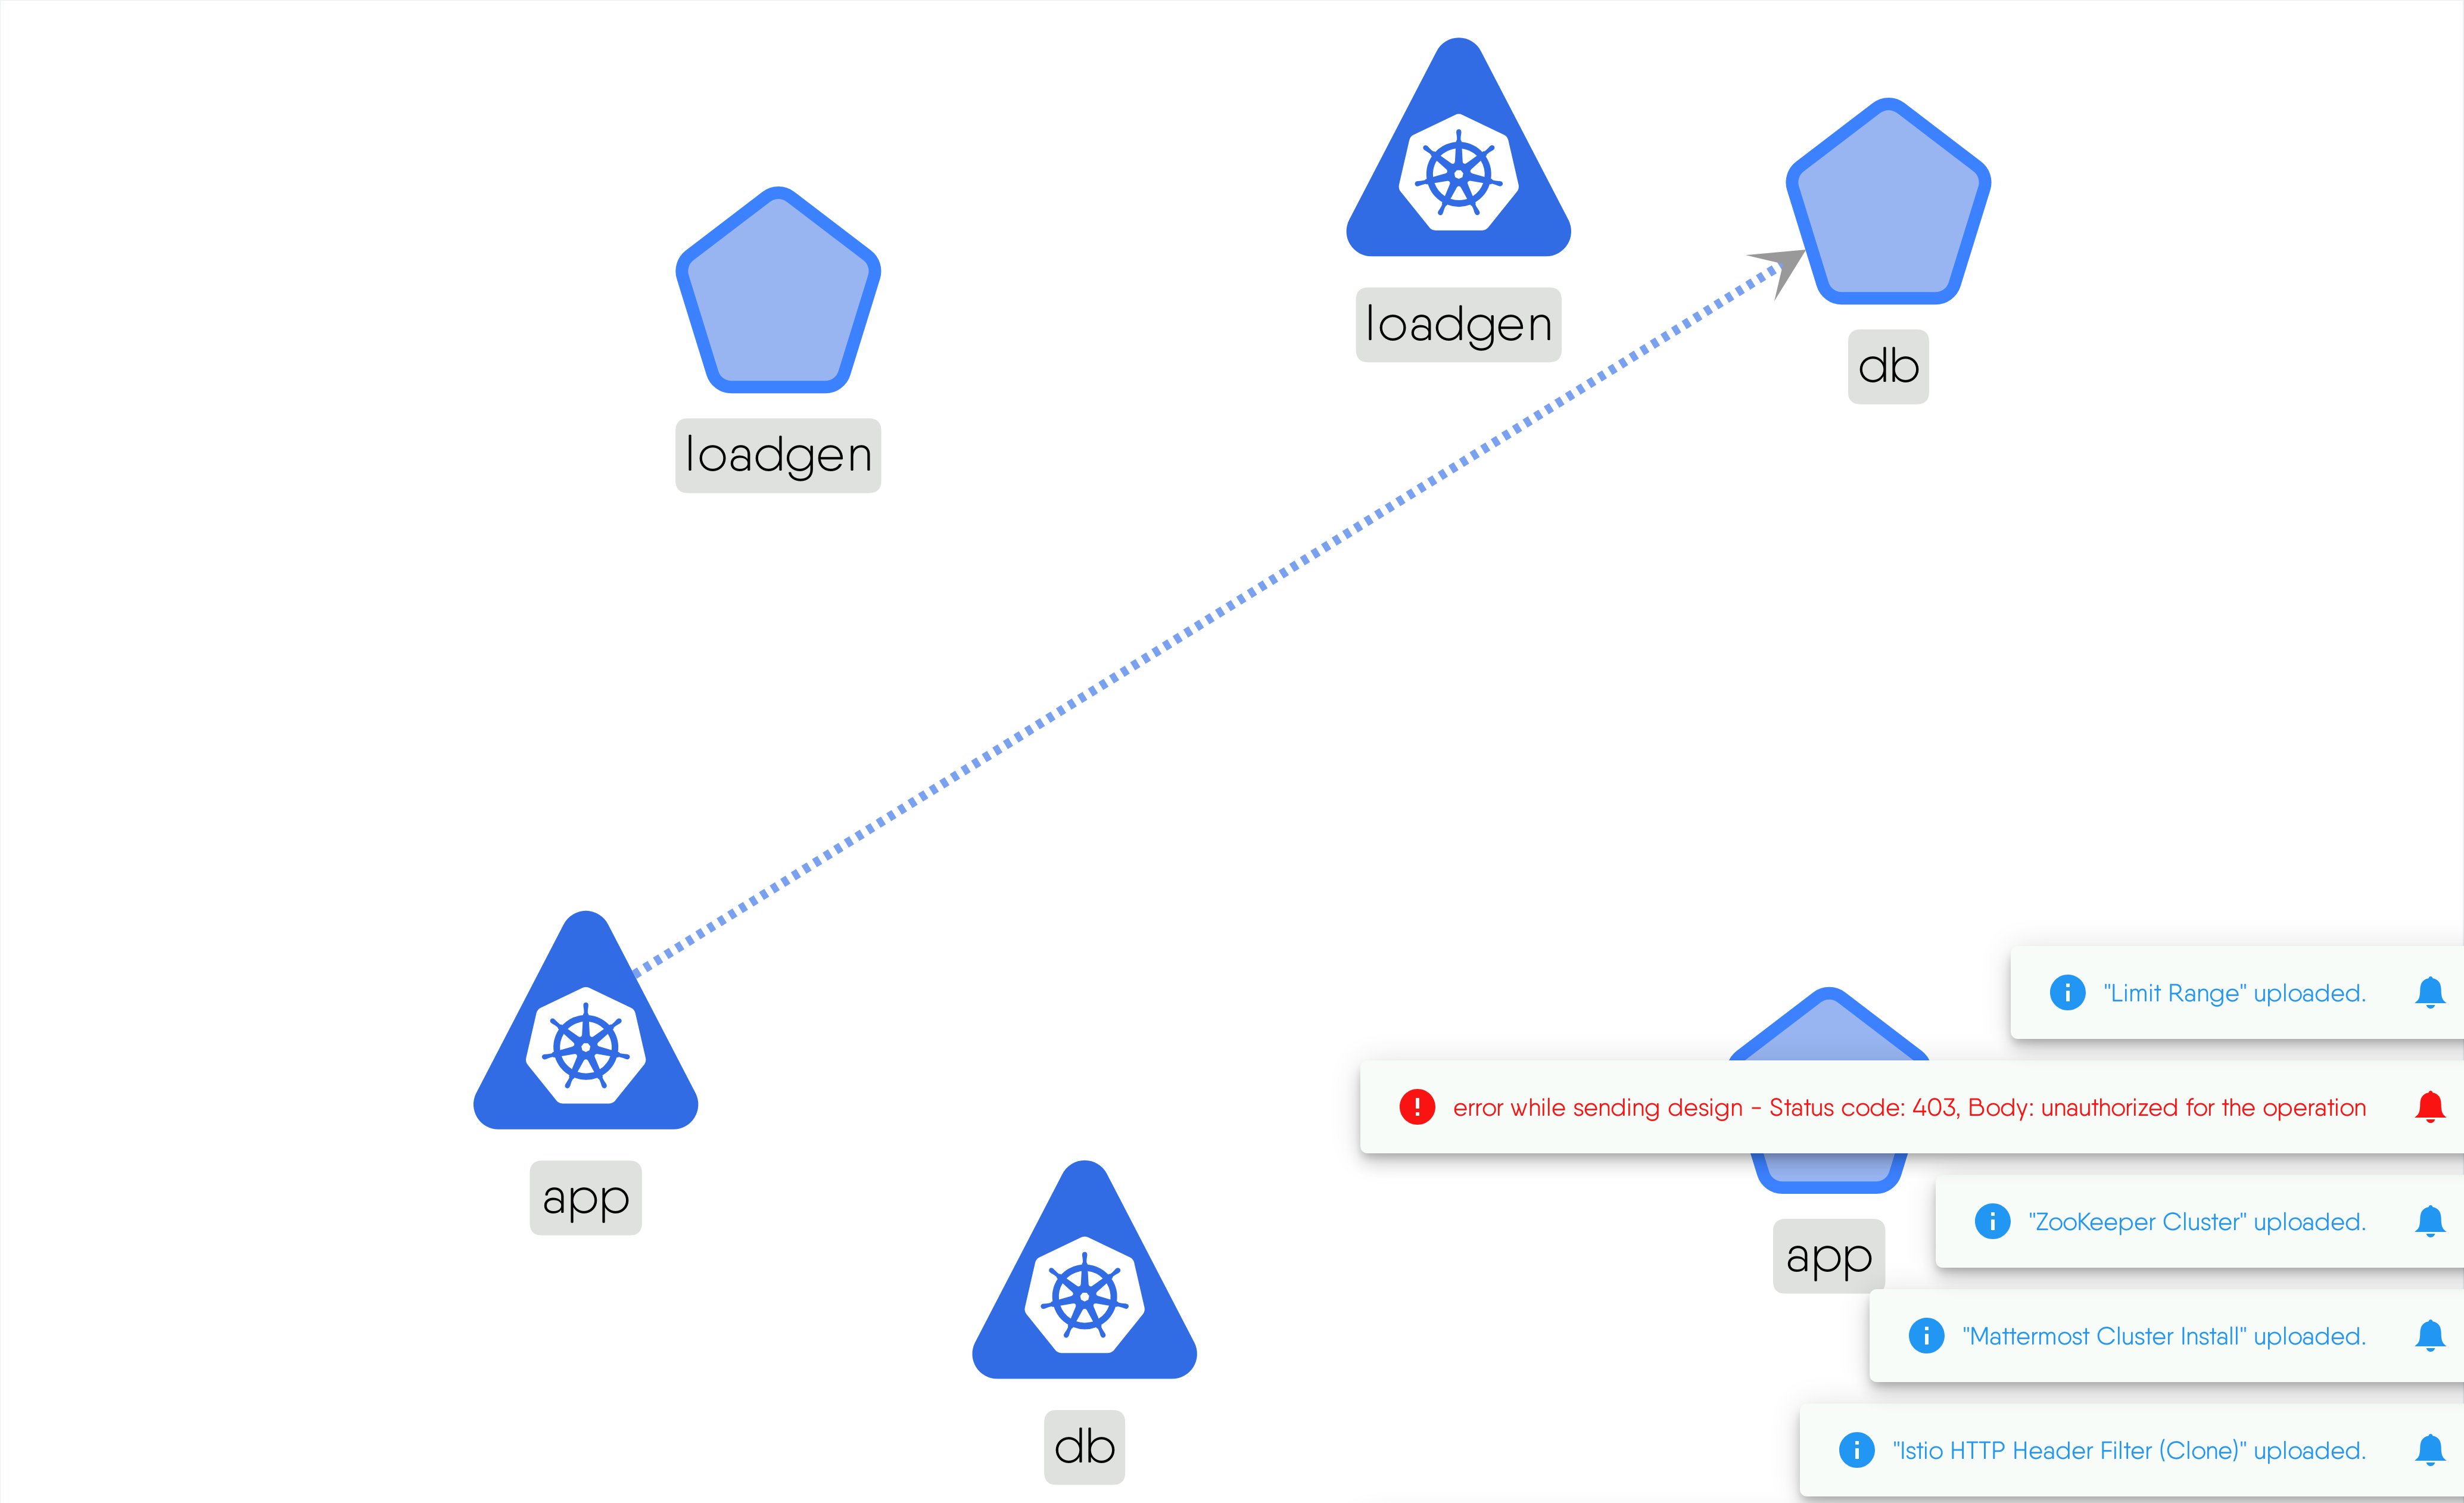 loadgen
db
loadgen
app
db
app
"Limit Range" uploaded.
error while sending design - Status code: 403, Body: unauthorized for the operation
"ZooKeeper Cluster" uploaded.
"Mattermost Cluster Install" uploaded.
"Istio HTTP Header Filter (Clone)" uploaded.